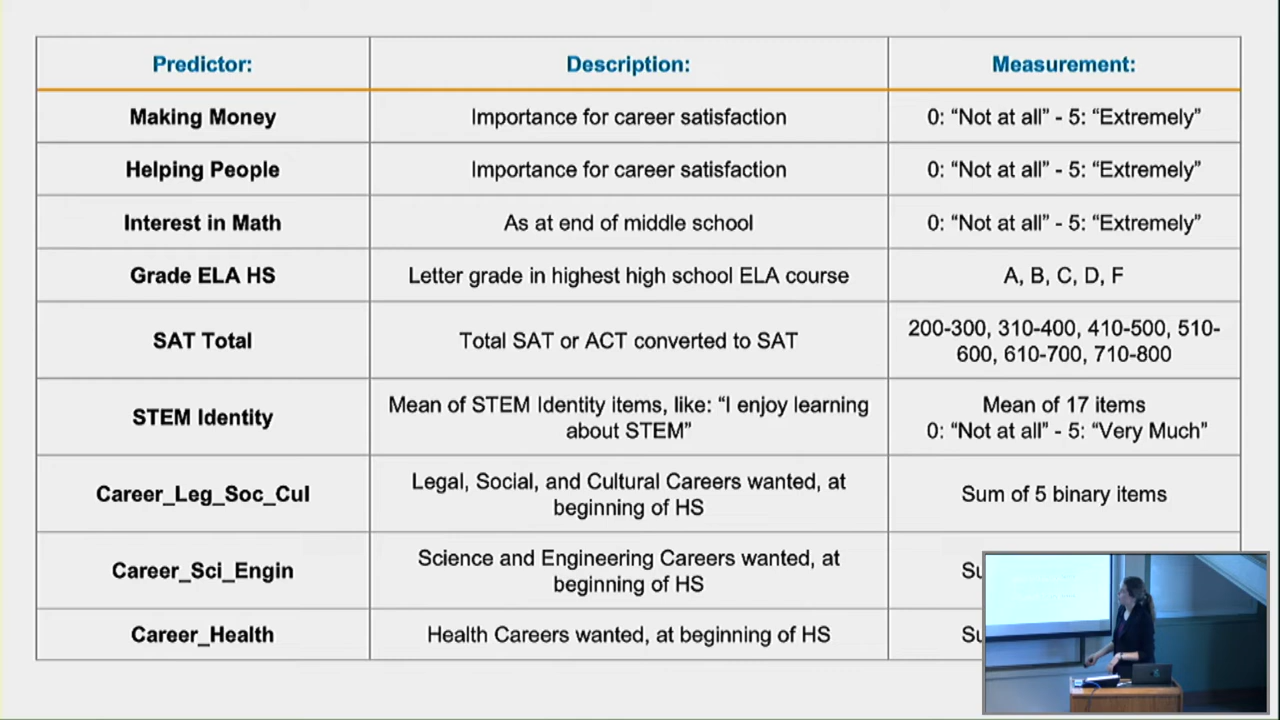 Predictor: Description: Measurement:
Making Money Importance for career satisfaction 0: “Not at all” - 5: “Extremely”
Helping People Importance for career satisfaction 0: “Not at all” - 5: “Extremely”
Interest in Math As at end of middle school 0: “Not at all” - 5: “Extremely”
Grade ELA HS Letter grade in highest high school ELA course A, B, C, D, F
SAT Total Total SAT or ACT converted to SAT 200-300, 310-400, 410-500, 510-
600, 610-700, 710-800
STEM Identity Mean of STEM Identity items, like: “I enjoy learning
about STEM” Mean of 17 items
0: “Not at all” - 5: “Very Much”
Career_Leg_Soc_Cul Legal, Social, and Cultural Careers wanted, at
beginning of HS Sum of 5 binary items
Career_Sci_Engin Science and Engineering Careers wanted, at
beginning of HS
Career_Health Health Careers wanted, at beginning of HS